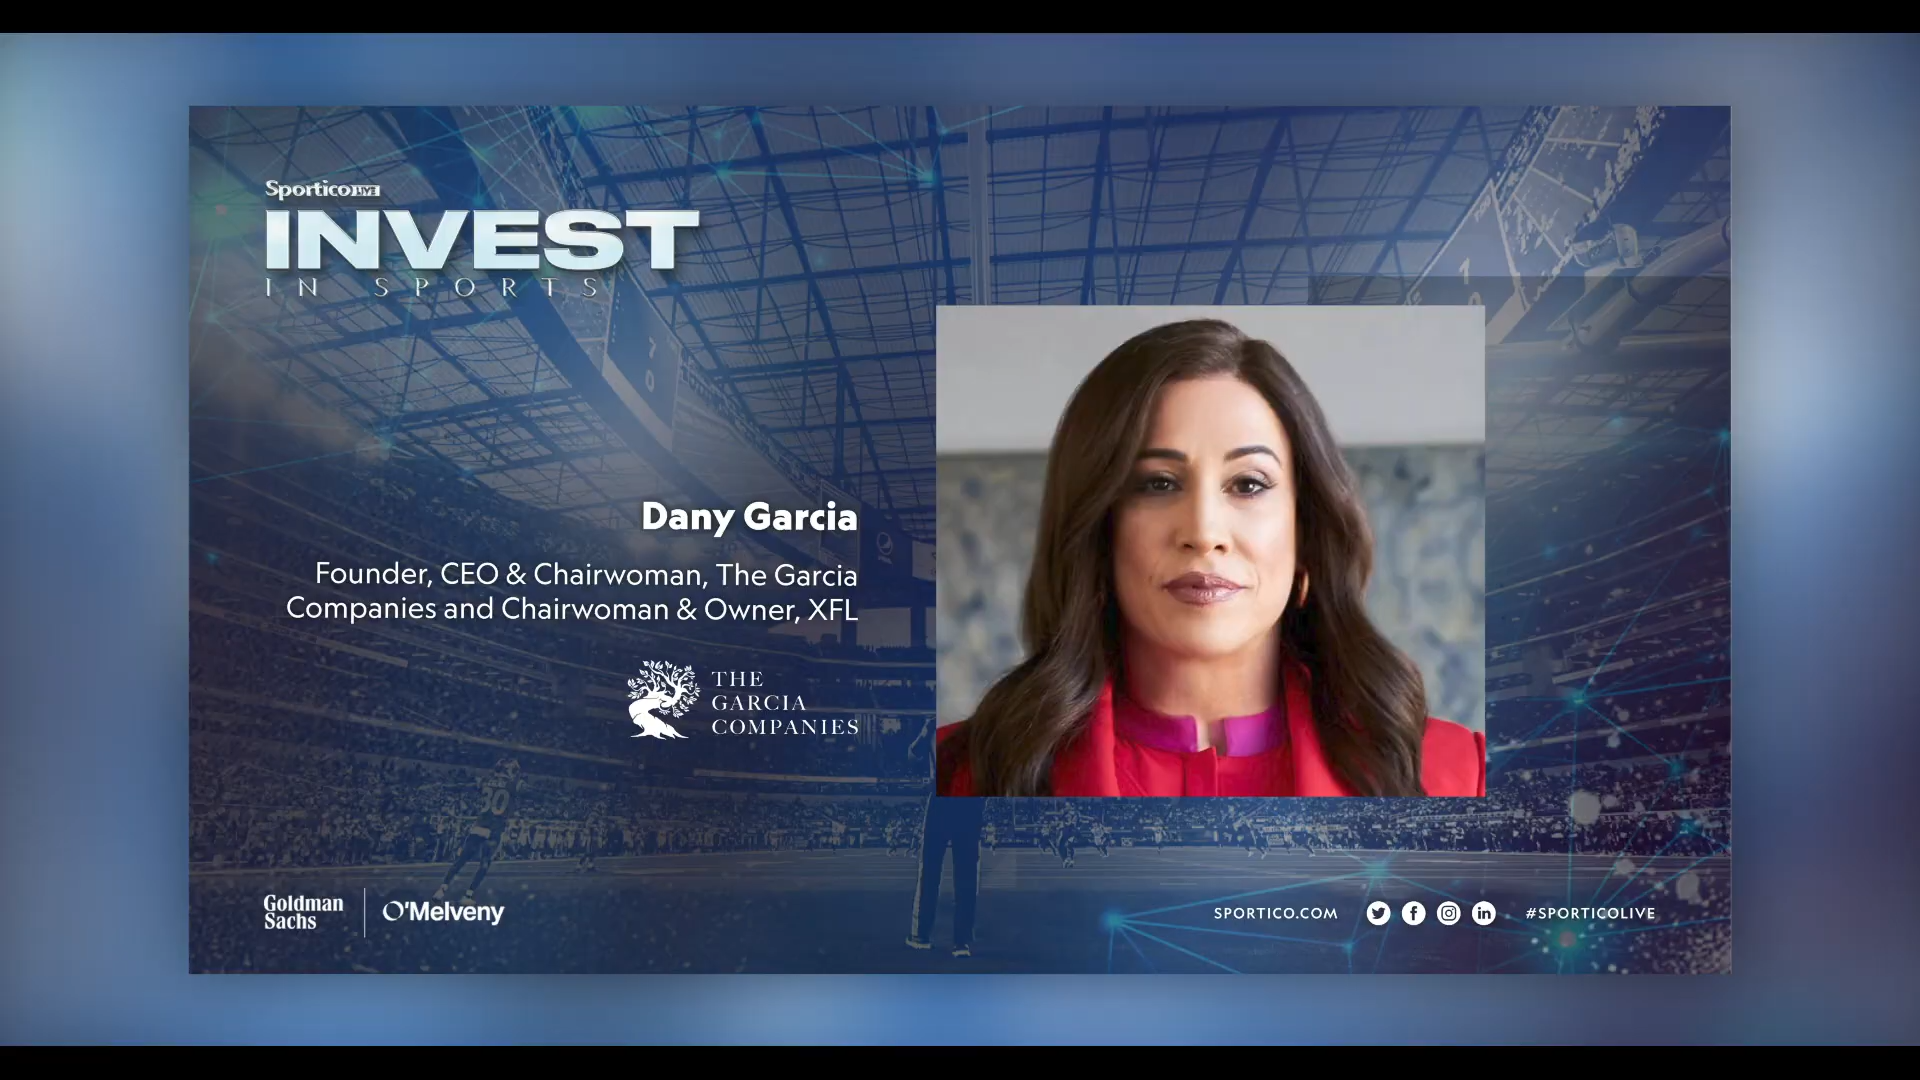 Sportico LIVE
INVEST
IN SPORTS
Dany Garcia
Founder, CEO & Chairwoman, The Garcia
Companies and Chairwoman & Owner, XFL
THE
GARCIA
COMPANIES
Goldman
Sachs
O'Melveny
SPORTICO.COM
#SPORTICOLIVE